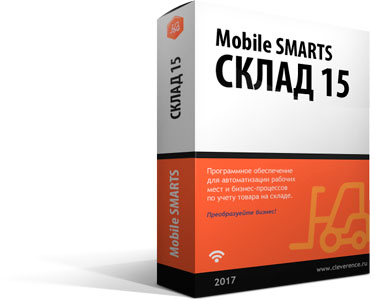 Mobile SMARTS
СКЛАД 15
Программное обеспечение
для автоматизации рабочих
мест и бизнес-процессов
по учету товара на складе.
Преобразуйте бизнес!
www.cleverence.ru
2017
СКЛАД 15
Mobile SMARTS